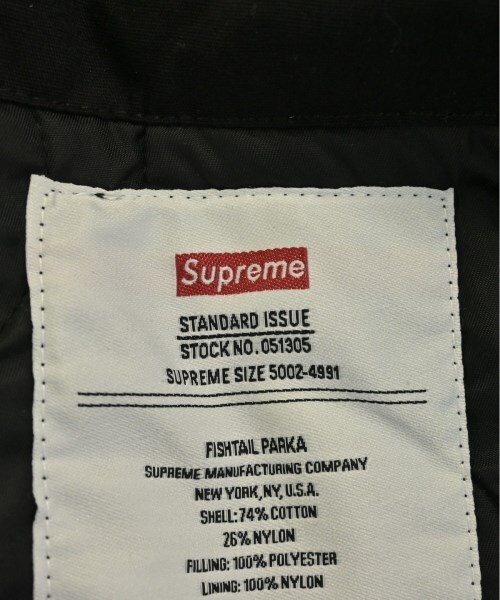 Supreme
STANDARD ISSUE
STOCK NO. 051305
SUPREME SIZE 5002-4991
FISHTAIL PARKA
SUPREME MANUFACTURING COMPANY
NEW YORK, NY, U.S.A.
SHELL: 74% COTTON
26% NYLON
FILLING: 100% POLYESTER
LINING: 100% NYLON